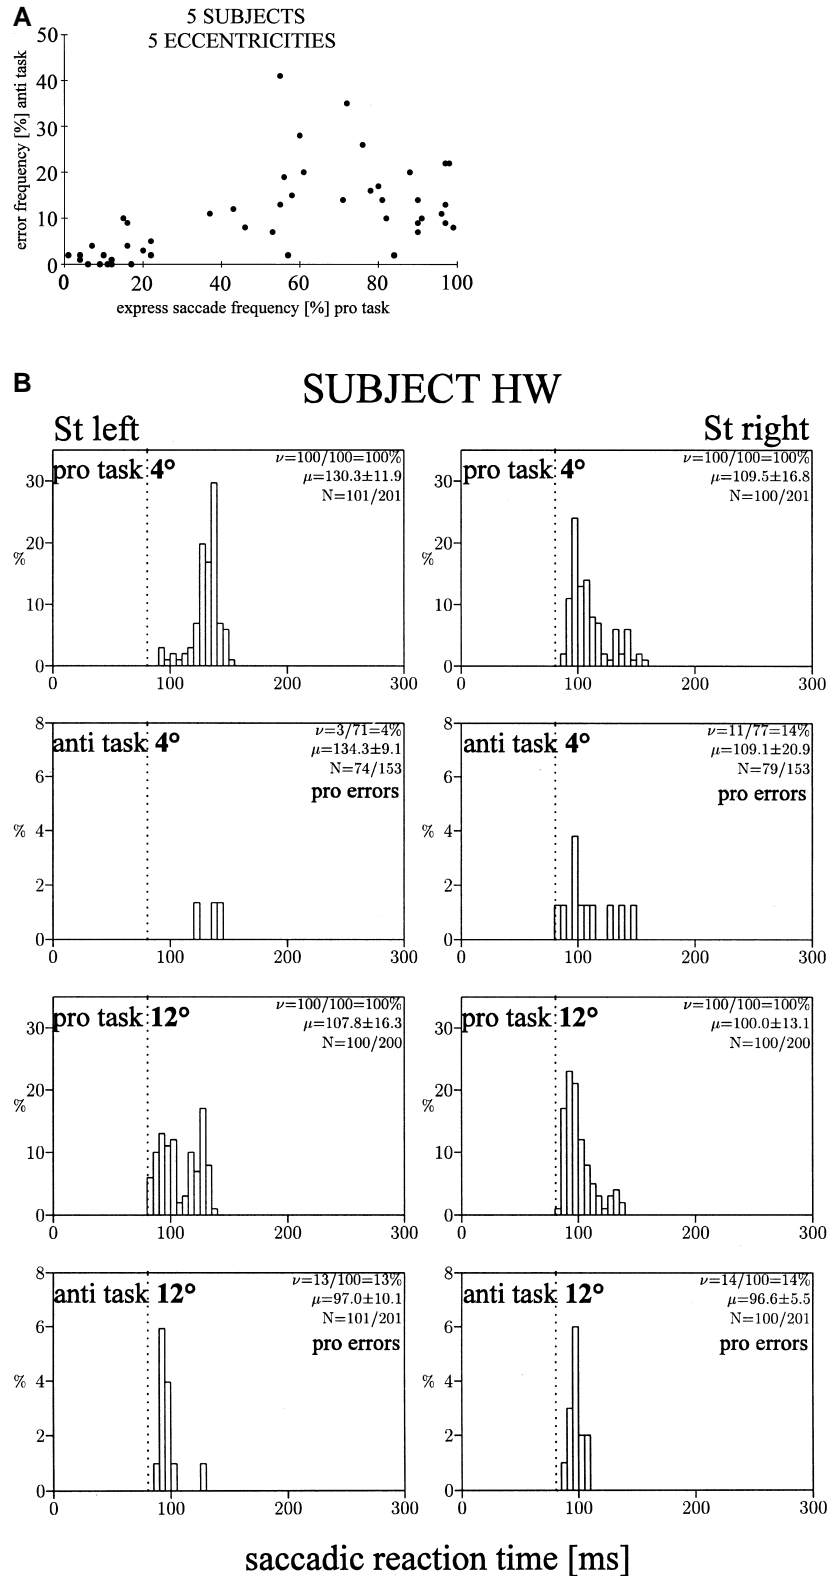 A
5 SUBJECTS
5 ECCENTRICITIES
error frequency [%] anti task
50
40
30
20
10
0
0 20 40 60 80 100
express saccade frequency [%] pro task
B
SUBJECT HW
St left
St right
pro task 4°
ν=100/100=100%
μ=130.3±11.9
N=101/201
30
20
%
10
0
0 100 200 300
pro task 4°
ν=100/100=100%
μ=109.5±16.8
N=100/201
30
20
%
10
0
0 100 200 300
anti task 4°
ν=3/71=4%
μ=134.3±9.1
N=74/153
pro errors
8
6
% 4
2
0
0 100 200 300
anti task 4°
ν=11/77=14%
μ=109.1±20.9
N=79/153
pro errors
8
6
% 4
2
0
0 100 200 300
pro task 12°
ν=100/100=100%
μ=107.8±16.3
N=100/200
30
20
%
10
0
0 100 200 300
pro task 12°
ν=100/100=100%
μ=100.0±13.1
N=100/200
30
20
%
10
0
0 100 200 300
anti task 12°
ν=13/100=13%
μ=97.0±10.1
N=101/201
pro errors
8
6
% 4
2
0
0 100 200 300
anti task 12°
ν=14/100=14%
μ=96.6±5.5
N=100/201
pro errors
8
6
% 4
2
0
0 100 200 300
saccadic reaction time [ms]